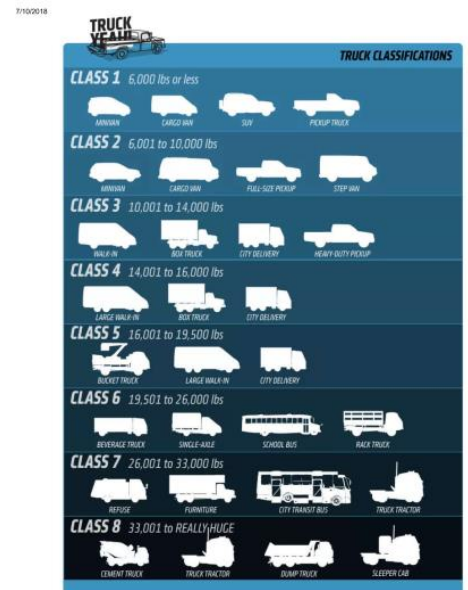 7/10/2018
TRUCK
YEAH!
TRUCK CLASSIFICATIONS
CLASS 1 6,000 lbs or less
MINIVAN CARGO VAN SUV PICKUP TRUCK
CLASS 2 6,001 to 10,000 lbs
MINIVAN CARGO VAN FULL-SIZE PICKUP STEP VAN
CLASS 3 10,001 to 14,000 lbs
WALK-IN BOX TRUCK CITY DELIVERY HEAVY-DUTY PICKUP
CLASS 4 14,001 to 16,000 lbs
LARGE WALK-IN BOX TRUCK CITY DELIVERY
CLASS 5 16,001 to 19,500 lbs
BUCKET TRUCK LARGE WALK-IN CITY DELIVERY
CLASS 6 19,501 to 26,000 lbs
BEVERAGE TRUCK SINGLE-AXLE SCHOOL BUS RACK TRUCK
CLASS 7 26,001 to 33,000 lbs
REFUSE FURNITURE CITY TRANSIT BUS TRUCK TRACTOR
CLASS 8 33,001 to REALLY HUGE
CEMENT TRUCK TRUCK TRACTOR DUMP TRUCK SLEEPER CAB